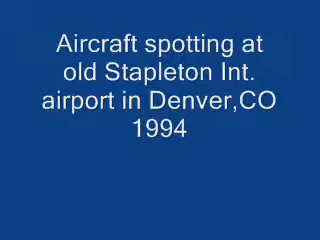 Aircraft spotting at
old Stapleton Int.
airport in Denver,CO
1994